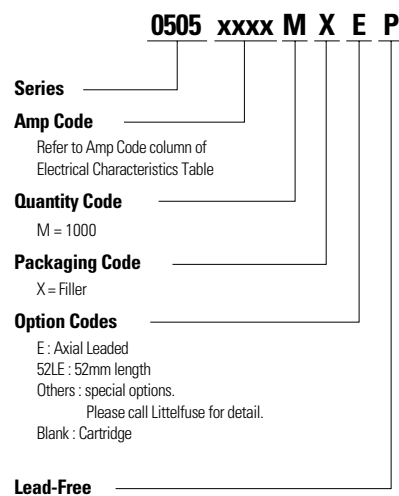 0505 xxxx M X E P
Series
Amp Code
Refer to Amp Code column of
Electrical Characteristics Table
Quantity Code
M = 1000
Packaging Code
X = Filler
Option Codes
E : Axial Leaded
52LE : 52mm length
Others : special options.
Please call Littelfuse for detail.
Blank : Cartridge
Lead-Free